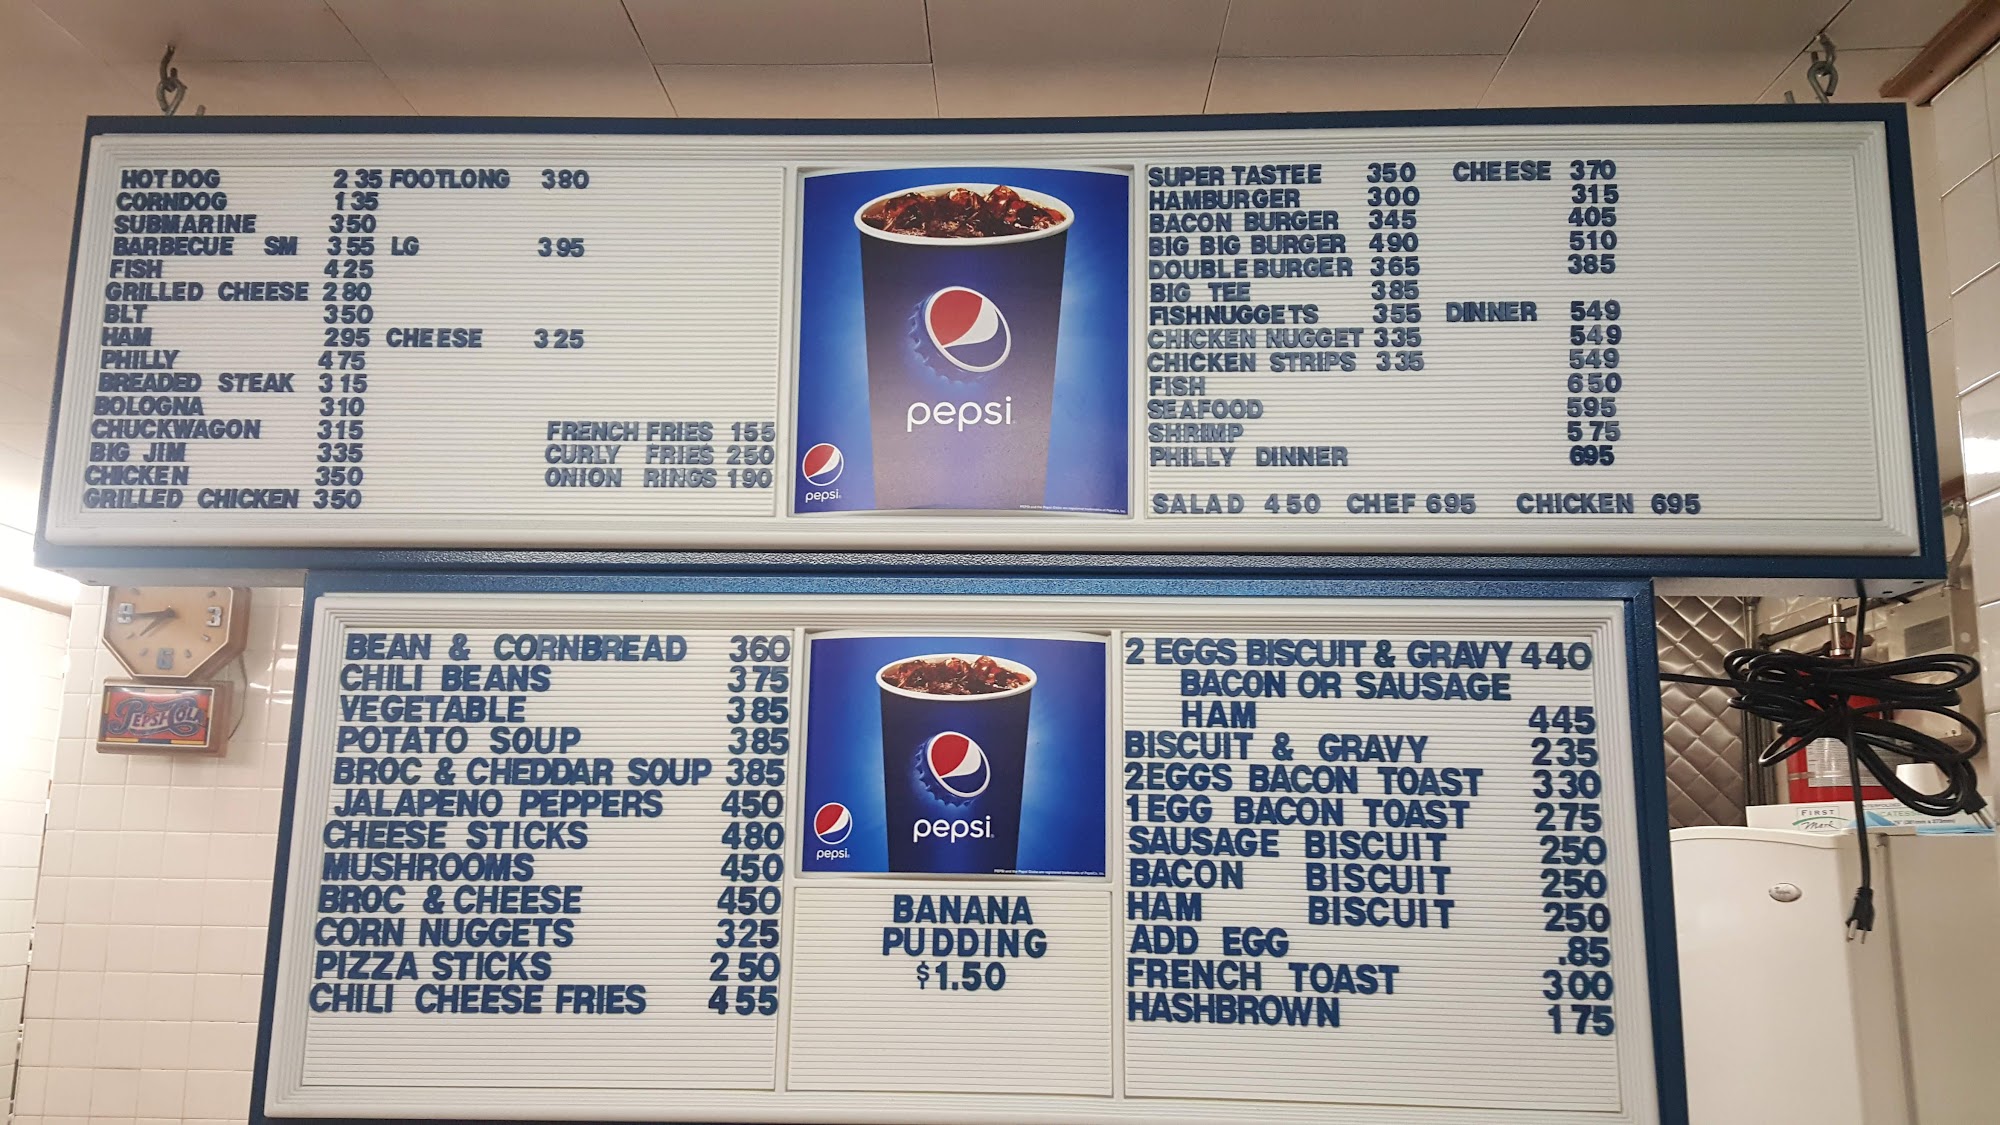 HOT DOG 2 35 FOOTLONG 380
CORNDOG 1 35
SUBMARINE 350
BARBECUE SM 355 LG 395
FISH 425
GRILLED CHEESE 280
BLT 350
HAM 295 CHEESE 325
PHILLY 475
BREADED STEAK 315
BOLOGNA 310
CHUCKWAGON 315
BIG JIM 335
CHICKEN 350
GRILLED CHICKEN 350
FRENCH FRIES 155
CURLY FRIES 250
ONION RINGS 190
pepsi
pepsi
SUPER TASTEE 350 CHEESE 370
HAMBURGER 300 315
BACON BURGER 345 405
BIG BIG BURGER 490 510
DOUBLE BURGER 365 385
BIG TEE 385
FISHNUGGETS 355 DINNER 549
CHICKEN NUGGET 335 549
CHICKEN STRIPS 335 549
FISH 650
SEAFOOD 595
SHRIMP 575
PHILLY DINNER 695
SALAD 450 CHEF 695 CHICKEN 695
9 3
6
PEPSI COLA
BEAN & CORNBREAD 360
CHILI BEANS 375
VEGETABLE 385
POTATO SOUP 385
BROC & CHEDDAR SOUP 385
JALAPENO PEPPERS 450
CHEESE STICKS 480
MUSHROOMS 450
BROC & CHEESE 450
CORN NUGGETS 325
PIZZA STICKS 250
CHILI CHEESE FRIES 455
pepsi
pepsi
BANANA
PUDDING
$1.50
2 EGGS BISCUIT & GRAVY 440
BACON OR SAUSAGE
HAM 445
BISCUIT & GRAVY 235
2EGGS BACON TOAST 330
1EGG BACON TOAST 275
SAUSAGE BISCUIT 250
BACON BISCUIT 250
HAM BISCUIT 250
ADD EGG .85
FRENCH TOAST 300
HASHBROWN 175
FIRST
Mark